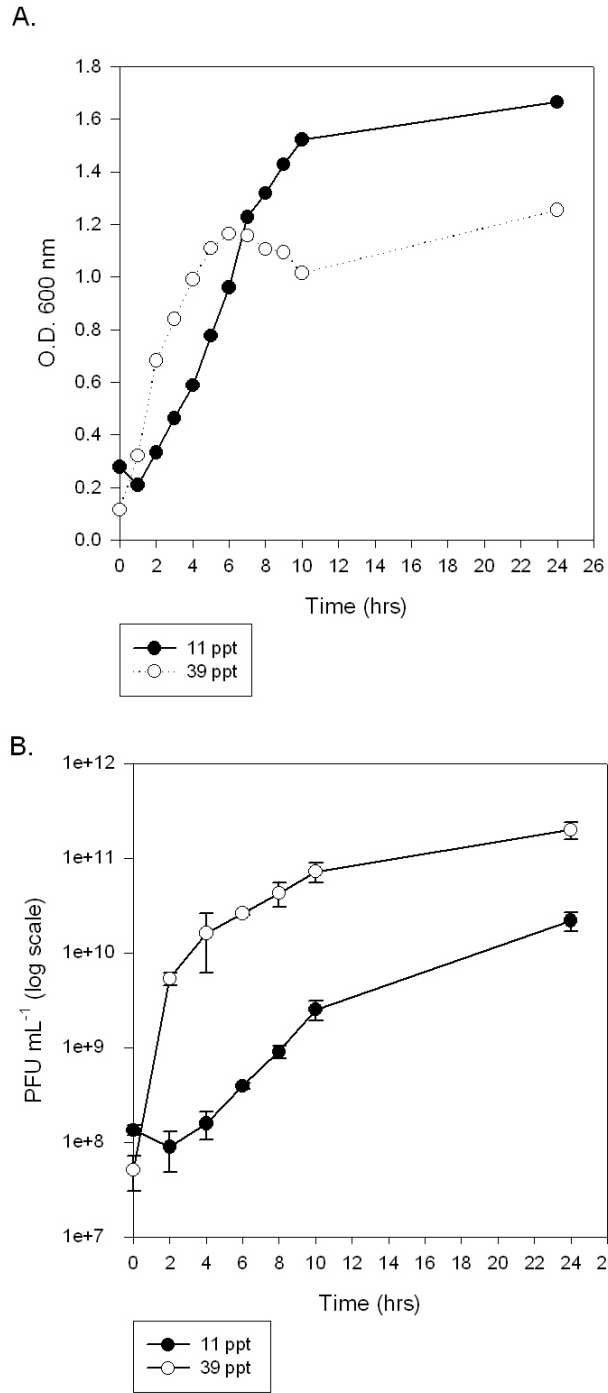 A.
1.8
1.6
1.4
1.2
1.0
0.8
0.6
0.4
0.2
0.0
O.D. 600 nm
0 2 4 6 8 10 12 14 16 18 20 22 24 26
Time (hrs)
11 ppt
39 ppt
B.
1e+12
1e+11
1e+10
1e+9
1e+8
1e+7
PFU mL⁻¹ (log scale)
0 2 4 6 8 10 12 14 16 18 20 22 24
Time (hrs)
11 ppt
39 ppt